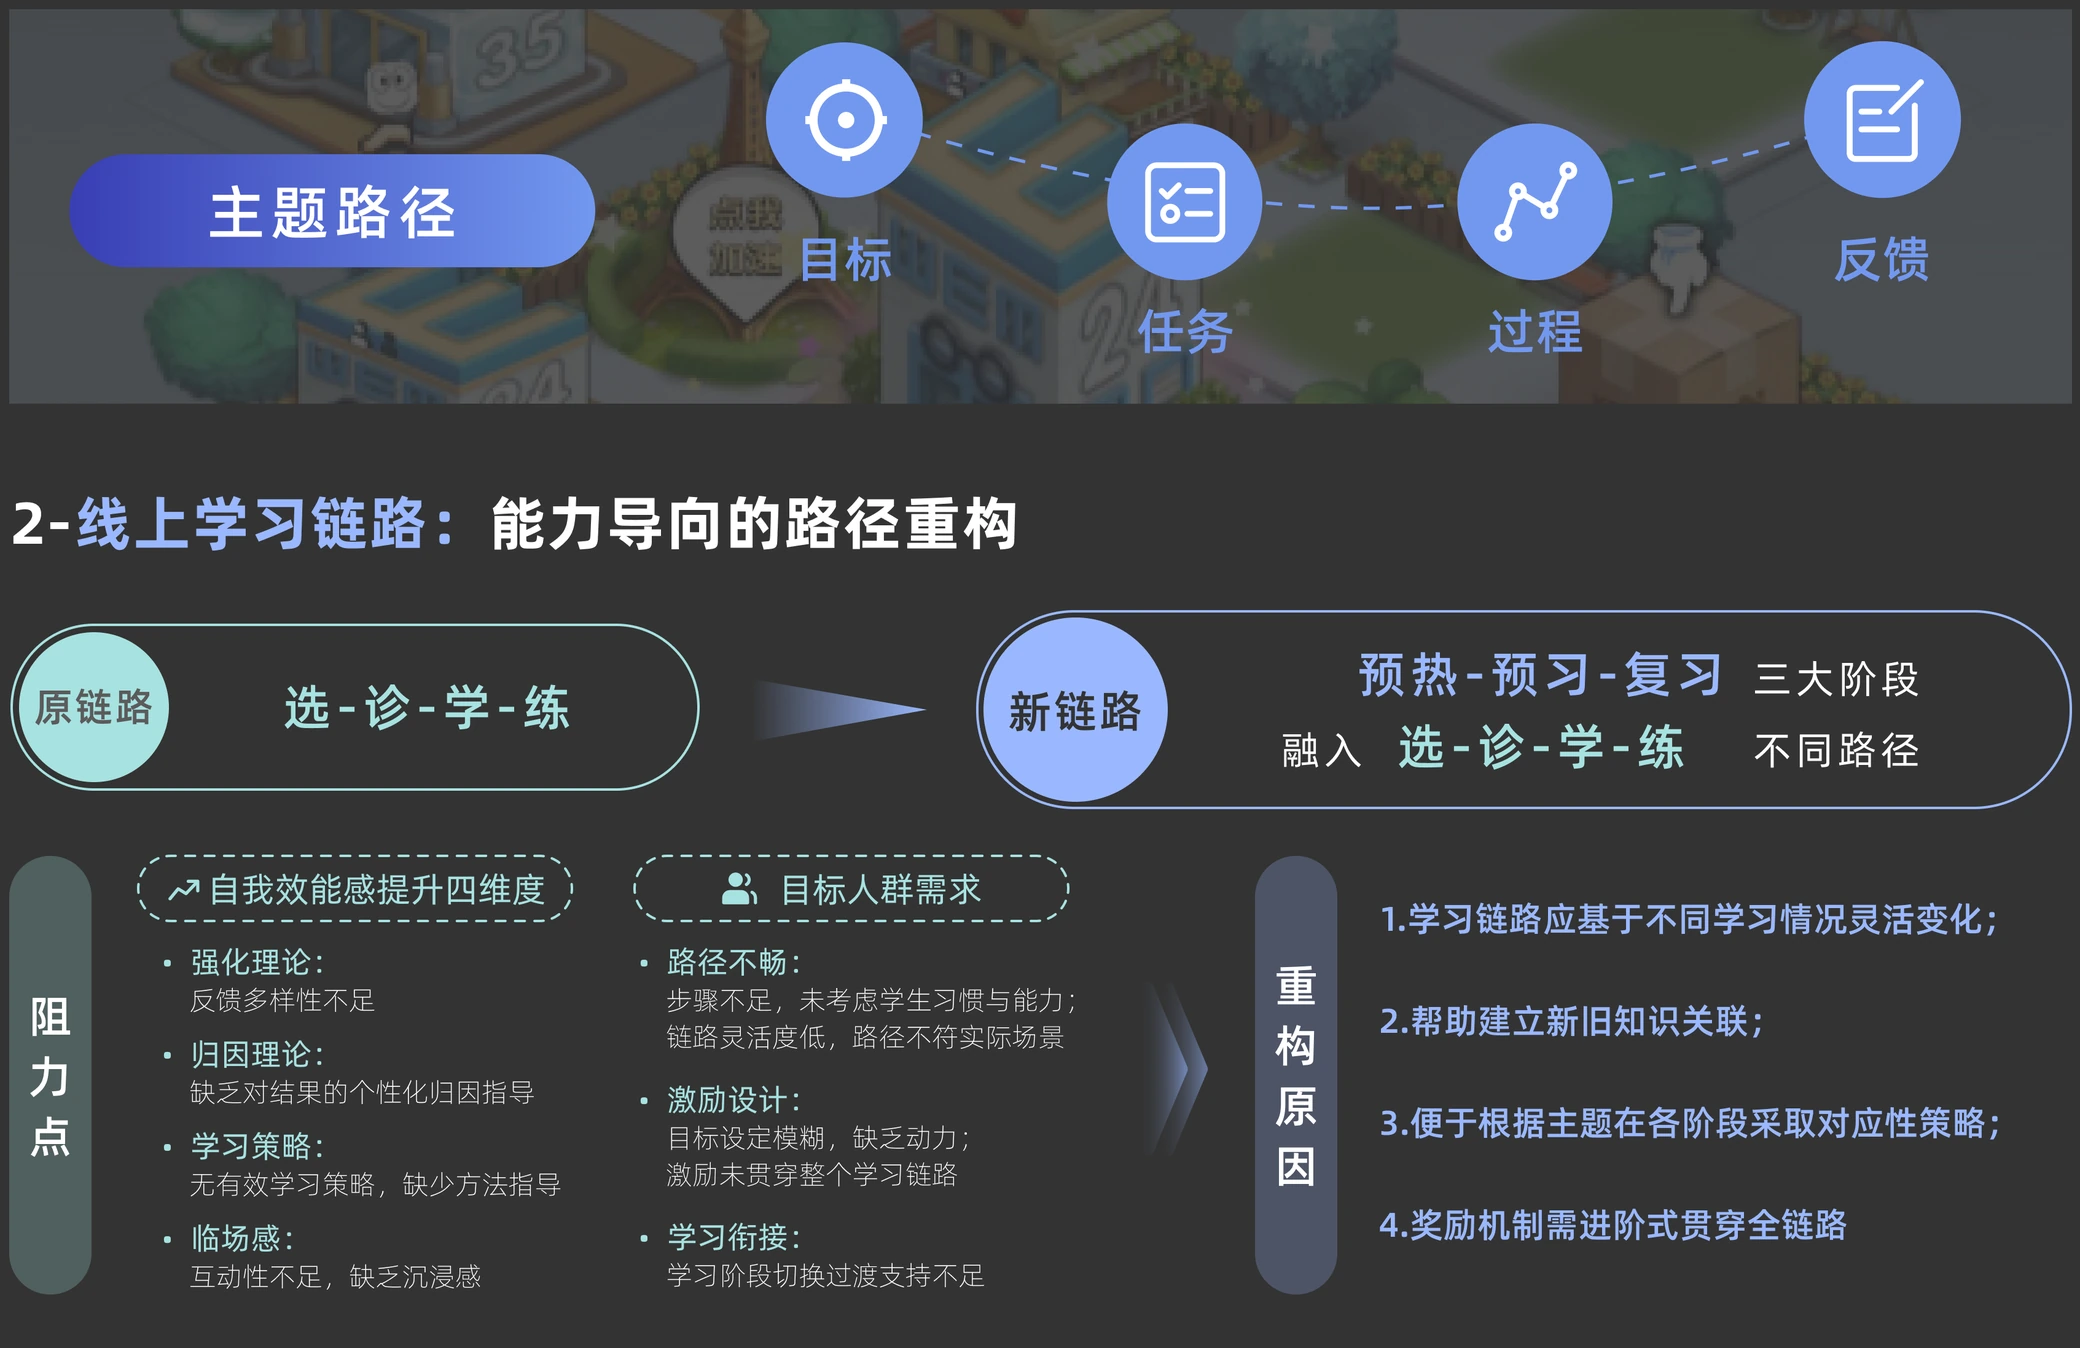 35
主题路径
点我
加速
目标
任务
过程
反馈
24
24
2-线上学习链路：能力导向的路径重构
原链路
选-诊-学-练
新链路
预热-预习-复习 三大阶段
融入 选-诊-学-练 不同路径
阻力点
自我效能感提升四维度
• 强化理论：
反馈多样性不足
• 归因理论：
缺乏对结果的个性化归因指导
• 学习策略：
无有效学习策略，缺少方法指导
• 临场感：
互动性不足，缺乏沉浸感
目标人群需求
• 路径不畅：
步骤不足，未考虑学生习惯与能力；
链路灵活度低，路径不符实际场景
• 激励设计：
目标设定模糊，缺乏动力；
激励未贯穿整个学习链路
• 学习衔接：
学习阶段切换过渡支持不足
重构原因
1.学习链路应基于不同学习情况灵活变化；
2.帮助建立新旧知识关联；
3.便于根据主题在各阶段采取对应性策略；
4.奖励机制需进阶式贯穿全链路